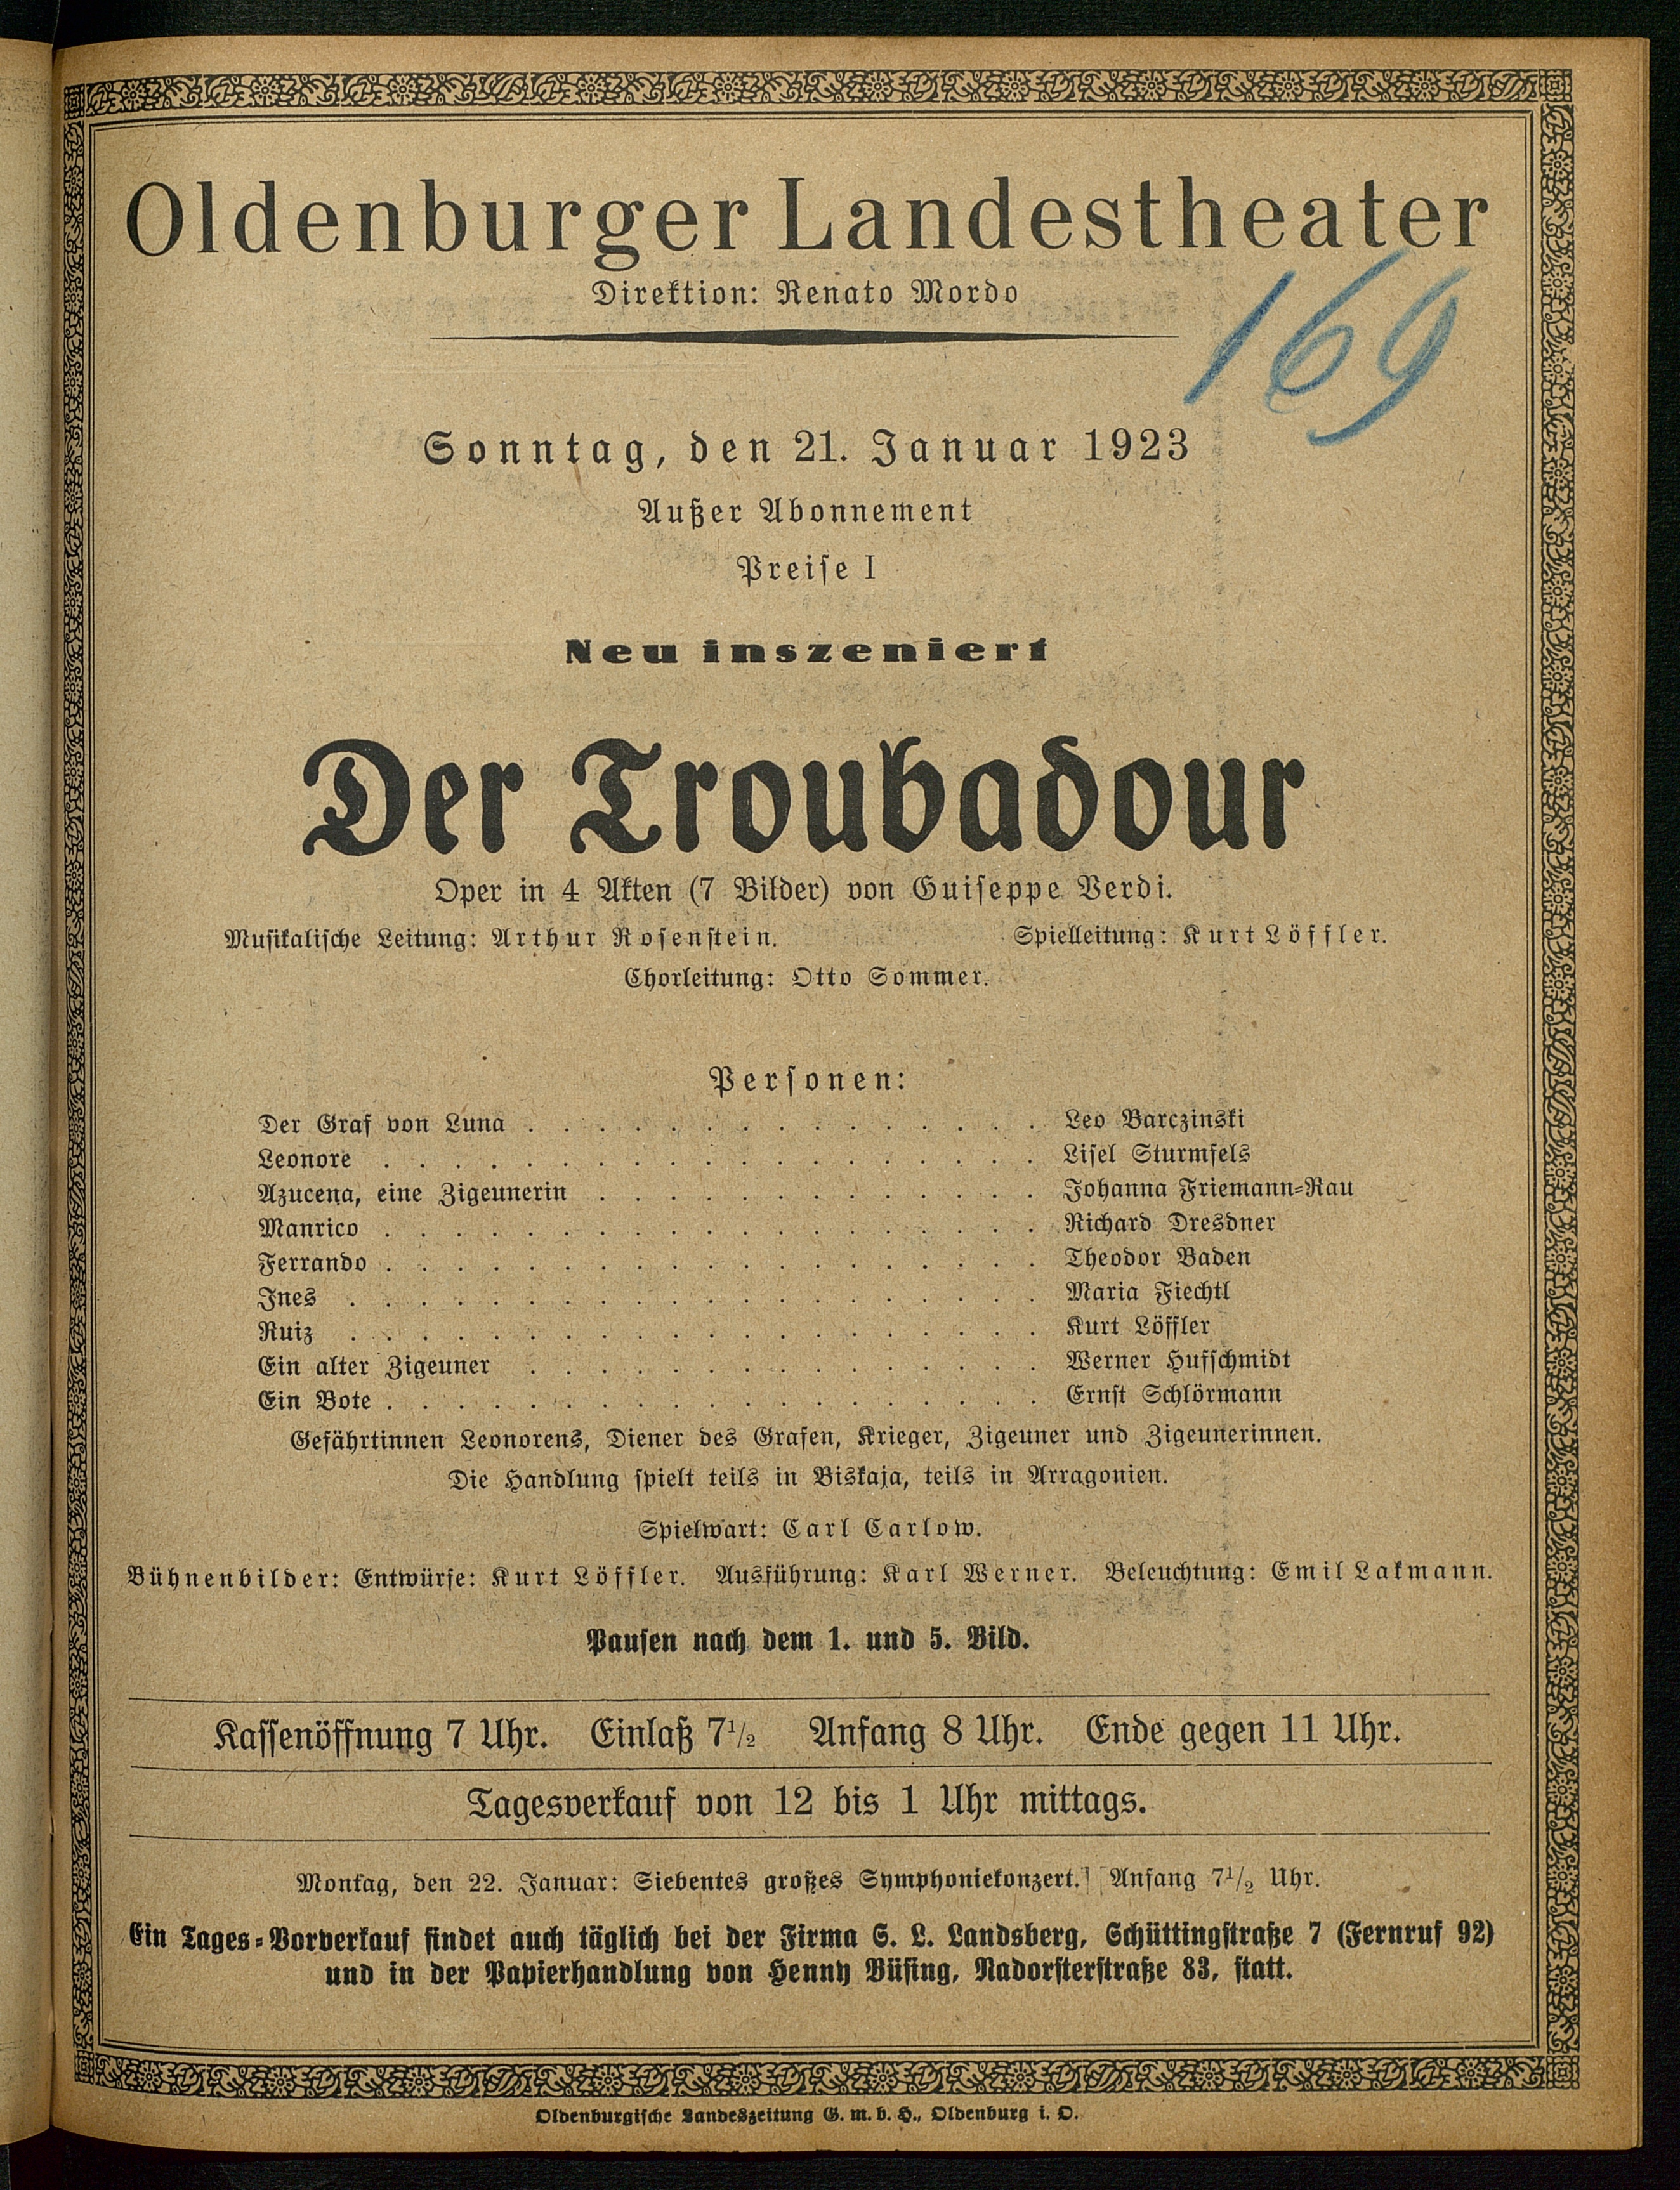 Oldenburger Landestheater
Direktion: Renato Mordo
169
Sonntag, den 21. Januar 1923
Außer Abonnement
Preise I
Neu inszeniert
Der Troubadour
Oper in 4 Akten (7 Bilder) von Guiseppe Verdi.
Musikalische Leitung: Arthur Rosenstein. Spielleitung: Kurt Löffler.
Chorleitung: Otto Sommer.
Personen:
Der Graf von Luna . . . . . . . . . . . . . . . Leo Barczinski
Leonore . . . . . . . . . . . . . . . . . . . Lisel Sturmfels
Azucena, eine Zigeunerin . . . . . . . . . . . . . Johanna Friemann-Rau
Manrico . . . . . . . . . . . . . . . . . . . Richard Dresdner
Ferrando . . . . . . . . . . . . . . . . . . . Theodor Baden
Ines . . . . . . . . . . . . . . . . . . . . Maria Fiechtl
Ruiz . . . . . . . . . . . . . . . . . . . . Kurt Löffler
Ein alter Zigeuner . . . . . . . . . . . . . . . Werner Hufschmidt
Ein Bote . . . . . . . . . . . . . . . . . . . Ernst Schlörmann
Gefährtinnen Leonorens, Diener des Grafen, Krieger, Zigeuner und Zigeunerinnen.
Die Handlung spielt teils in Biskaja, teils in Arragonien.
Spielwart: Carl Carlow.
Bühnenbilder: Entwürfe: Kurt Löffler. Ausführung: Karl Werner. Beleuchtung: Emil Lakmann.
Pausen nach dem 1. und 5. Bild.
Kassenöffnung 7 Uhr. Einlaß 7½ Anfang 8 Uhr. Ende gegen 11 Uhr.
Tagesverkauf von 12 bis 1 Uhr mittags.
Montag, den 22. Januar: Siebentes großes Symphoniekonzert. Anfang 7½ Uhr.
Ein Tages-Vorverkauf findet auch täglich bei der Firma S. L. Landsberg, Schüttingstraße 7 (Fernruf 92)
und in der Papierhandlung von Henny Büsing, Nadorsterstraße 83, statt.
Oldenburgische Landeszeitung G. m. b. H., Oldenburg i. O.